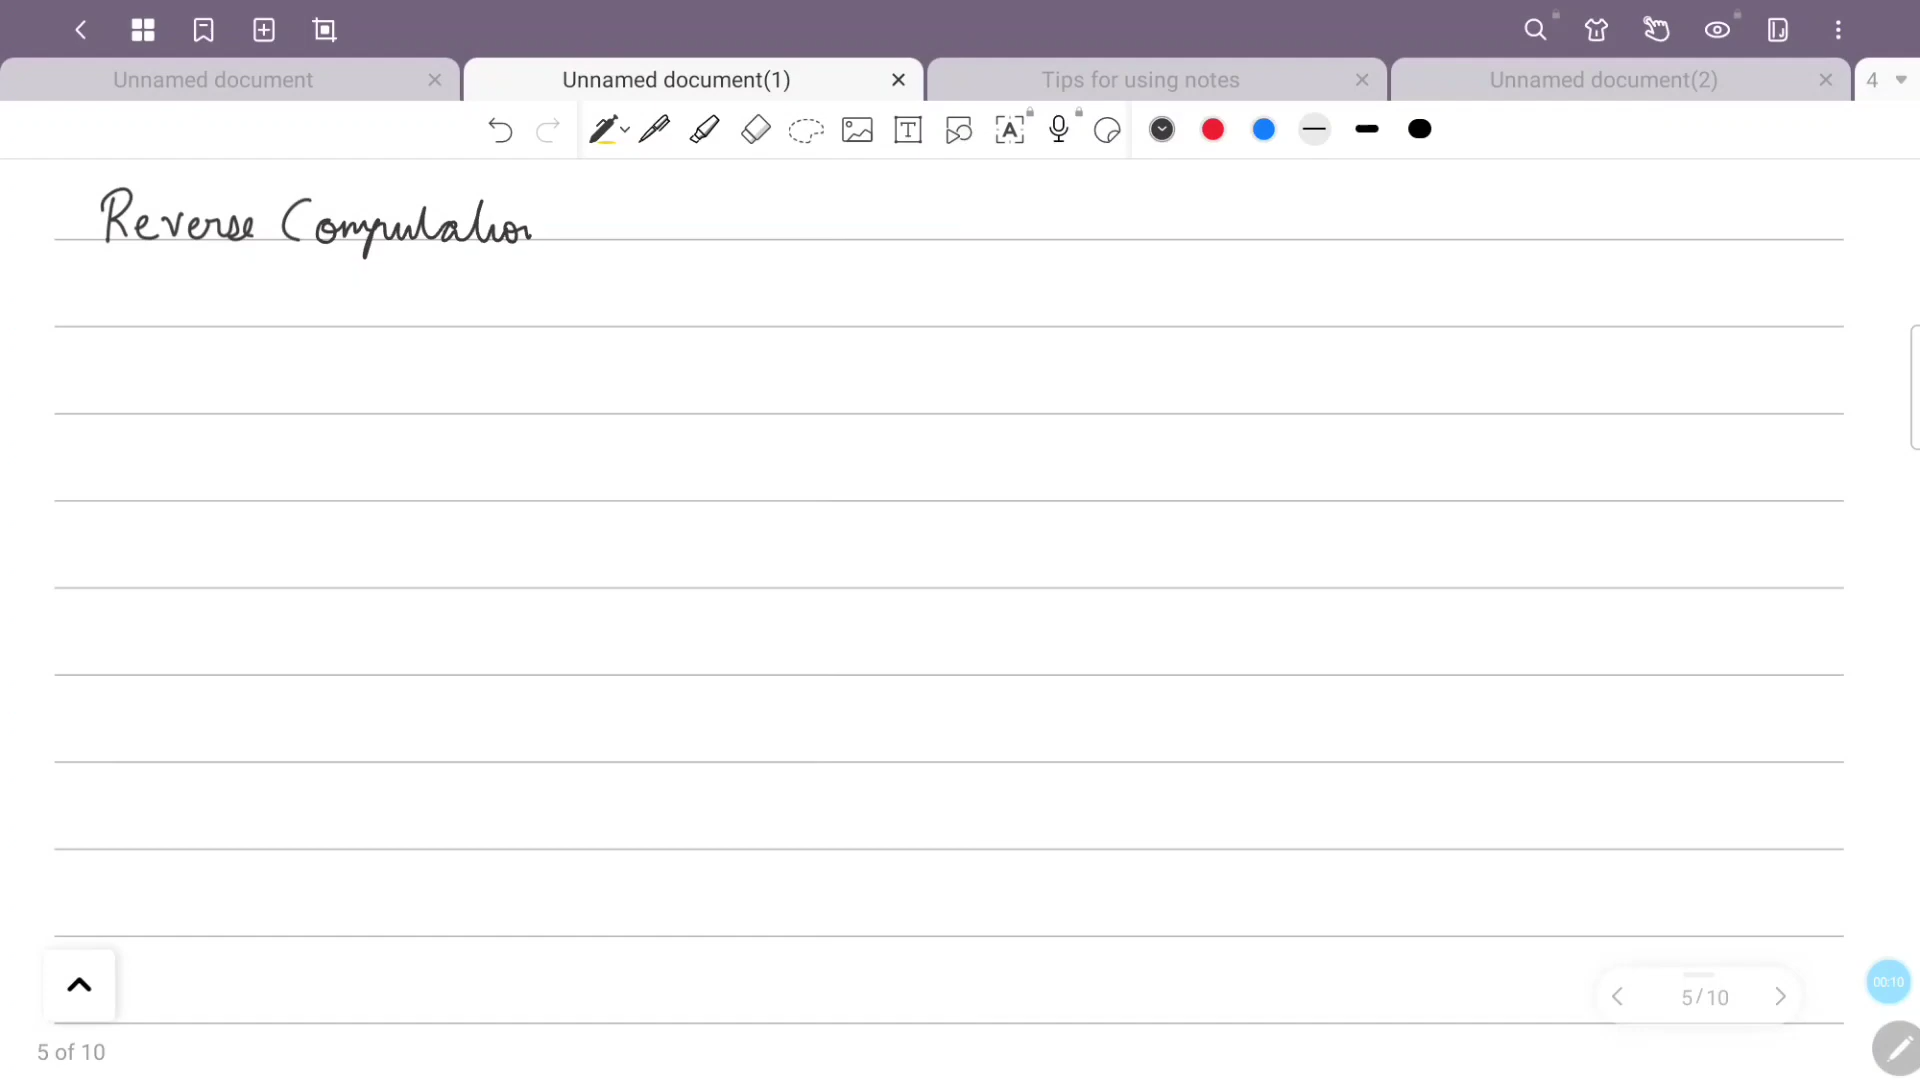 Unnamed document
Unnamed document(1)
Tips for using notes
Unnamed document(2)
4
Reverse Computation
5/10
00:10
5 of 10